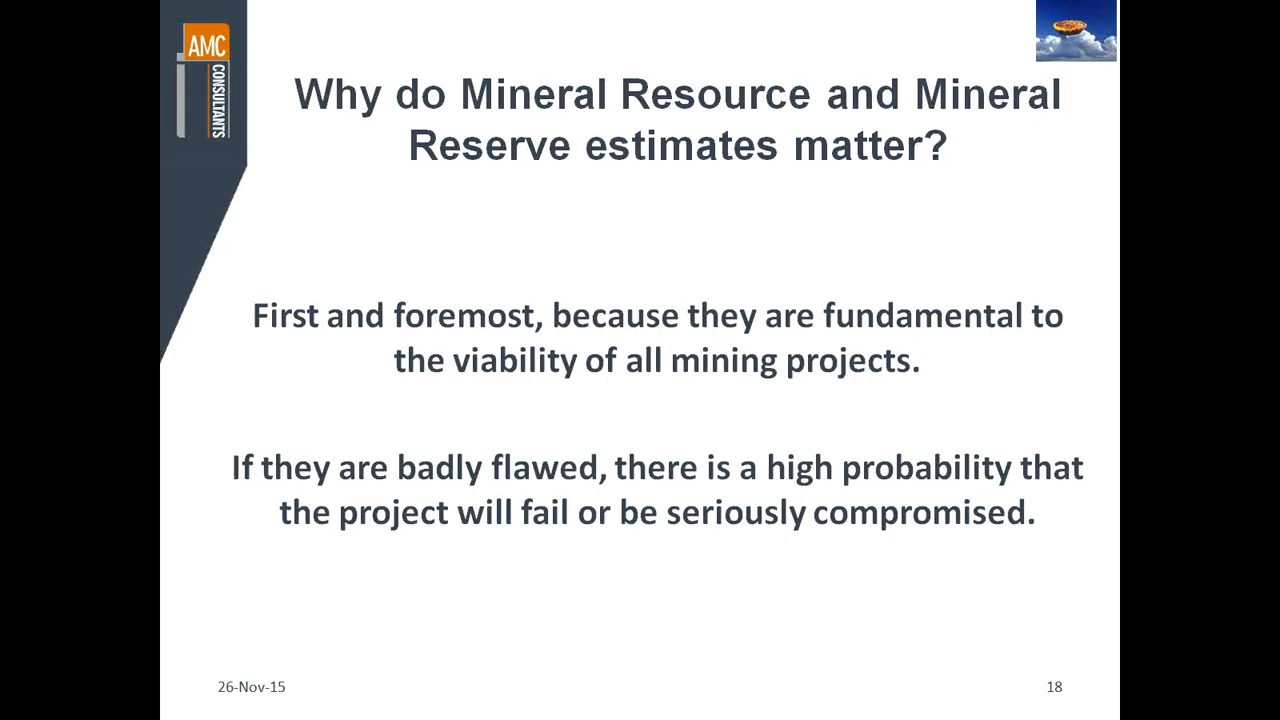 AMC
CONSULTANTS
Why do Mineral Resource and Mineral
Reserve estimates matter?
First and foremost, because they are fundamental to
the viability of all mining projects.
If they are badly flawed, there is a high probability that
the project will fail or be seriously compromised.
26-Nov-15
18